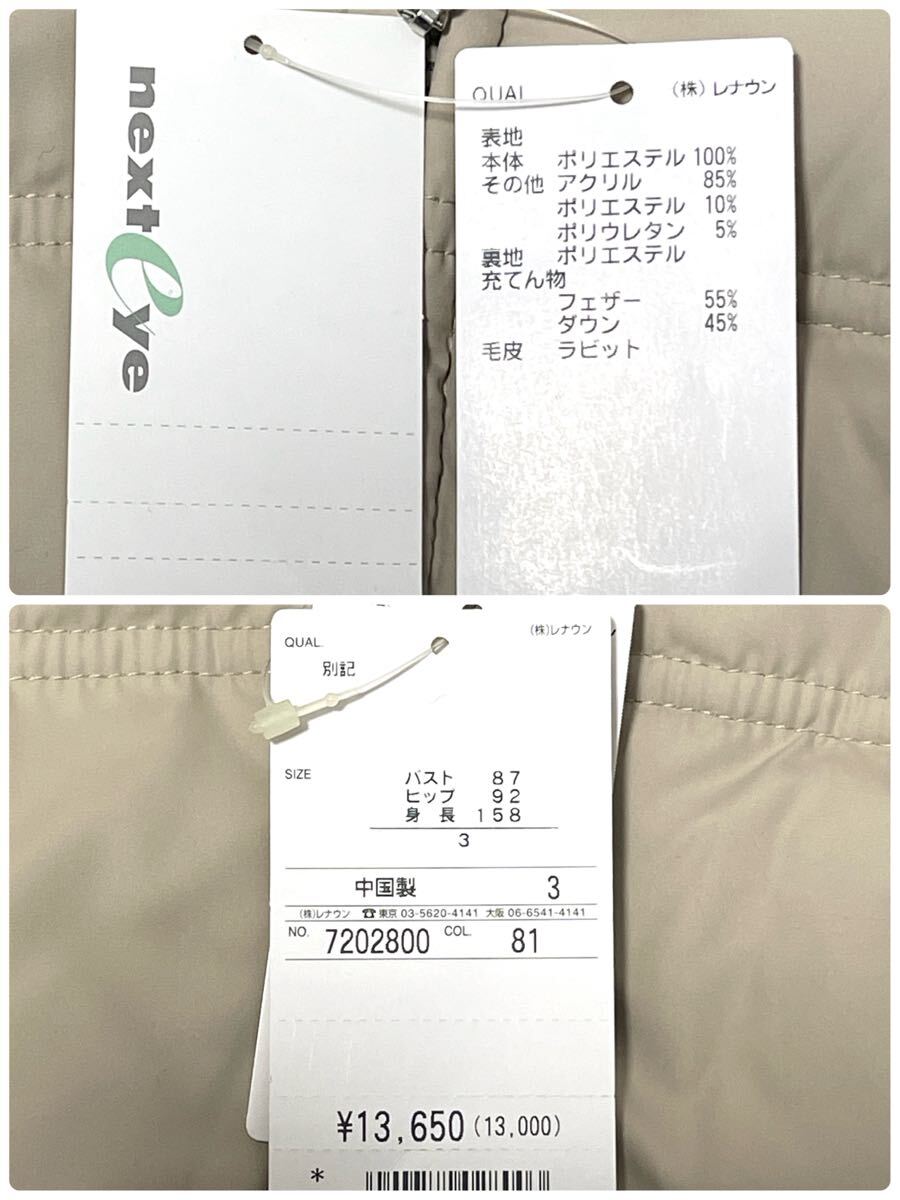 next eye
QUAL
(株) レナウン
表地
本体 ポリエステル 100%
その他 アクリル 85%
ポリエステル 10%
ポリウレタン 5%
裏地 ポリエステル
充てん物
フェザー 55%
ダウン 45%
毛皮 ラビット
QUAL.
(株)レナウン
別記
SIZE
バスト 87
ヒップ 92
身長 158
3
中国製 3
(株)レナウン ☎東京 03-5620-4141 大阪 06-6541-4141
NO. 7202800 COL. 81
¥13,650 (13,000)
*